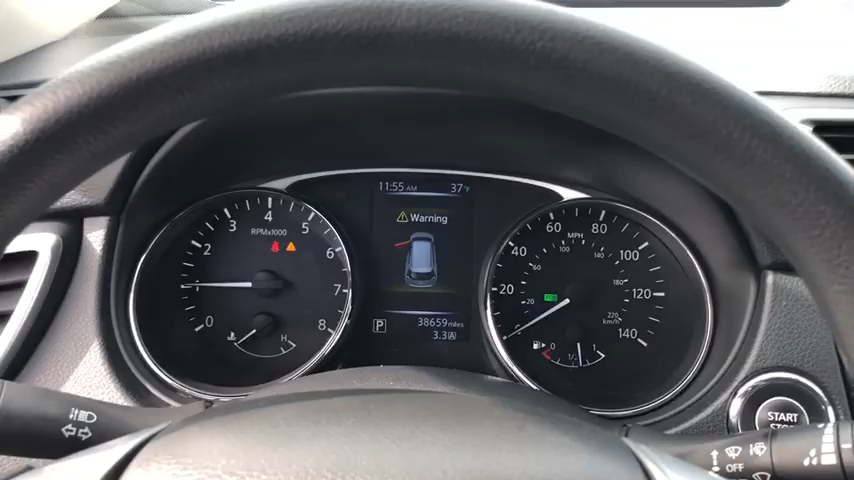 11:55 AM 37°F
Warning
P
38659 miles
3.3 A
RPMx1000
0
1
2
3
4
5
6
7
8
H
MPH
20
40
60
80
100
120
140
km/h
20
60
100
140
180
220
0 1/2 1
START
OFF